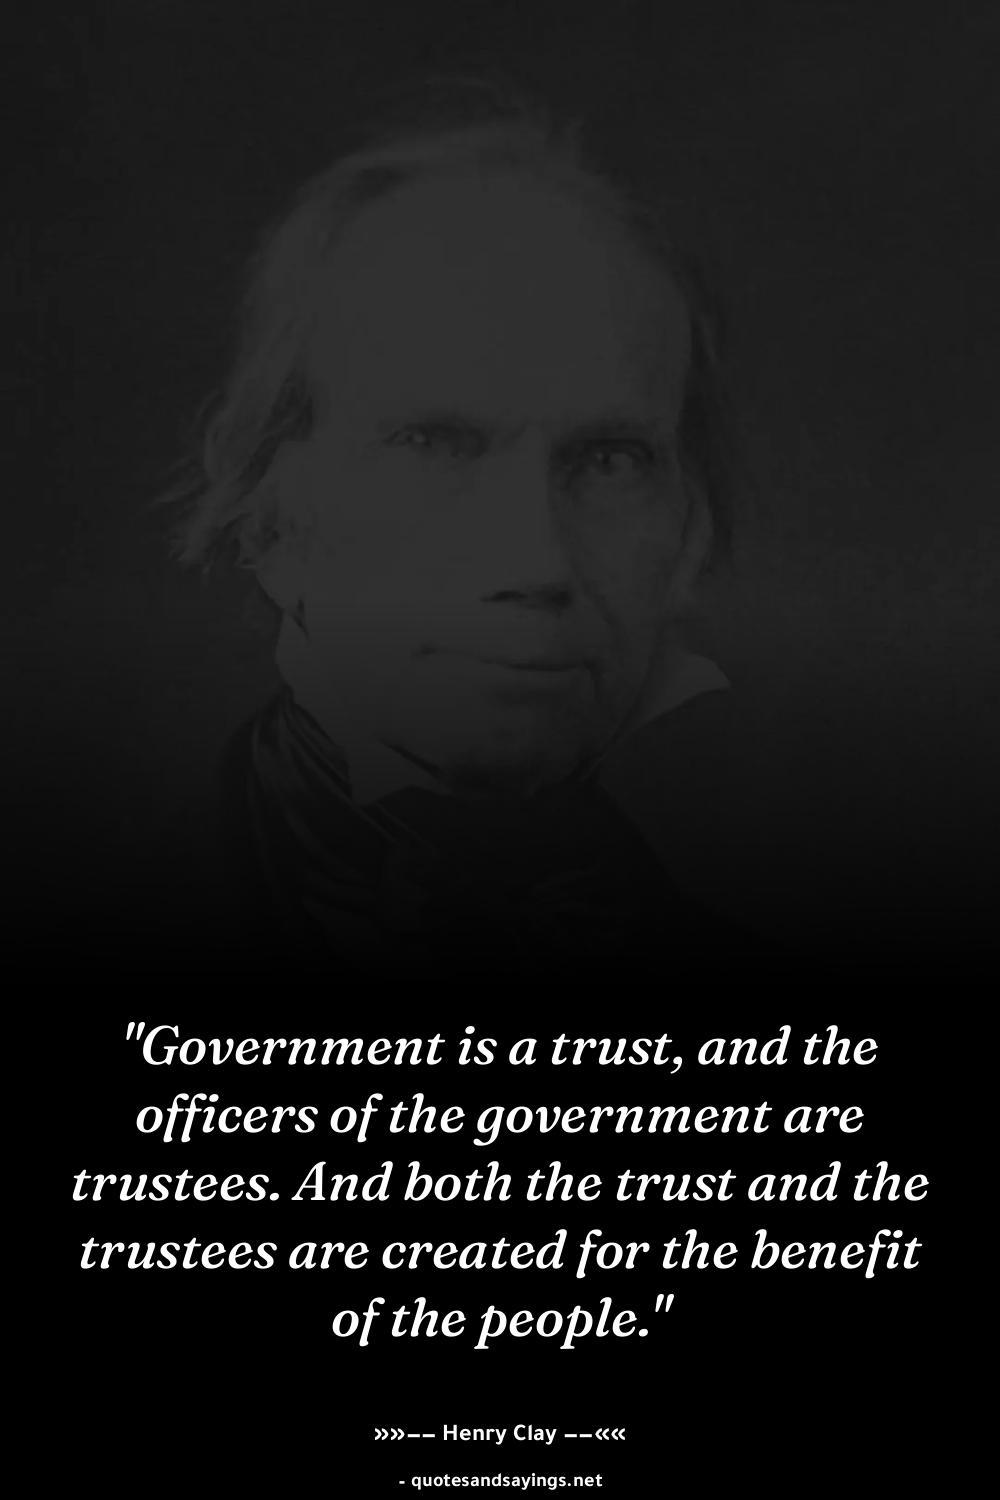 "Government is a trust, and the
officers of the government are
trustees. And both the trust and the
trustees are created for the benefit
of the people."
»»–– Henry Clay ––««
- quotesandsayings.net